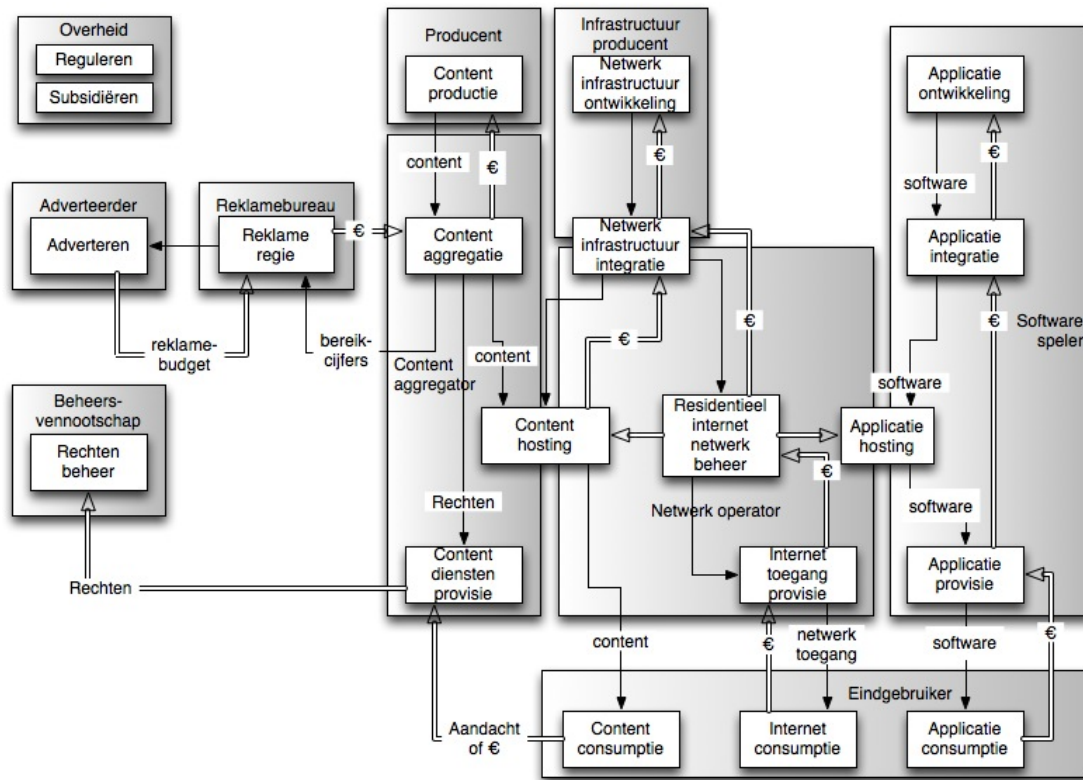 Overheid
Reguleren
Subsidiëren
Producent
Content
productie
content
€
Infrastructuur
producent
Netwerk
infrastructuur
ontwikkeling
€
Applicatie
ontwikkeling
€
software
Adverteerder
Adverteren
Reklamebureau
Reklame
regie
€
Content
aggregatie
Netwerk
infrastructuur
integratie
Applicatie
integratie
reklame-
budget
bereik-
cijfers
Content
aggregator
content
€
€
€
Software
speler
software
Beheers-
vennootschap
Rechten
beheer
Content
hosting
Residentieel
internet
netwerk
beheer
Applicatie
hosting
€
Rechten
Netwerk operator
software
Rechten
Content
diensten
provisie
Internet
toegang
provisie
Applicatie
provisie
content
€
netwerk
toegang
software
€
Eindgebruiker
Aandacht
of €
Content
consumptie
Internet
consumptie
Applicatie
consumptie